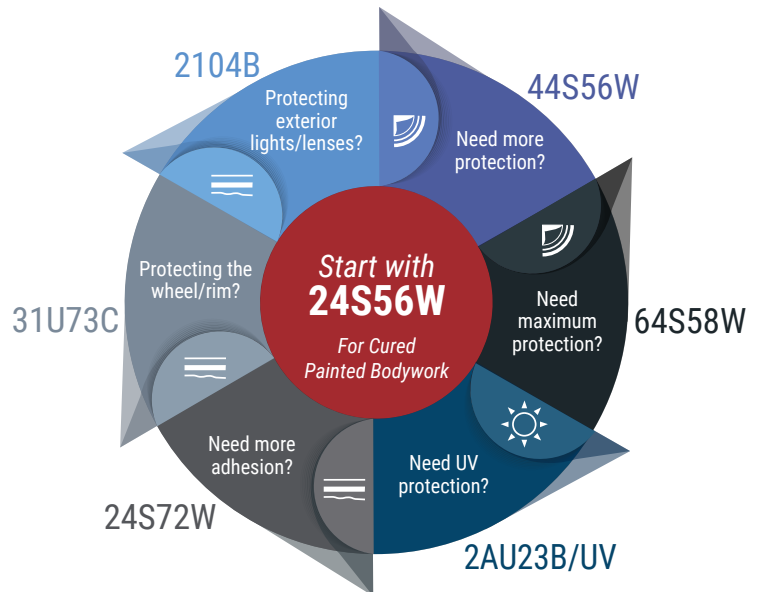 Start with
24S56W
For Cured
Painted Bodywork
44S56W
Need more
protection?
64S58W
Need
maximum
protection?
2AU23B/UV
Need UV
protection?
24S72W
Need more
adhesion?
31U73C
Protecting the
wheel/rim?
2104B
Protecting
exterior
lights/lenses?